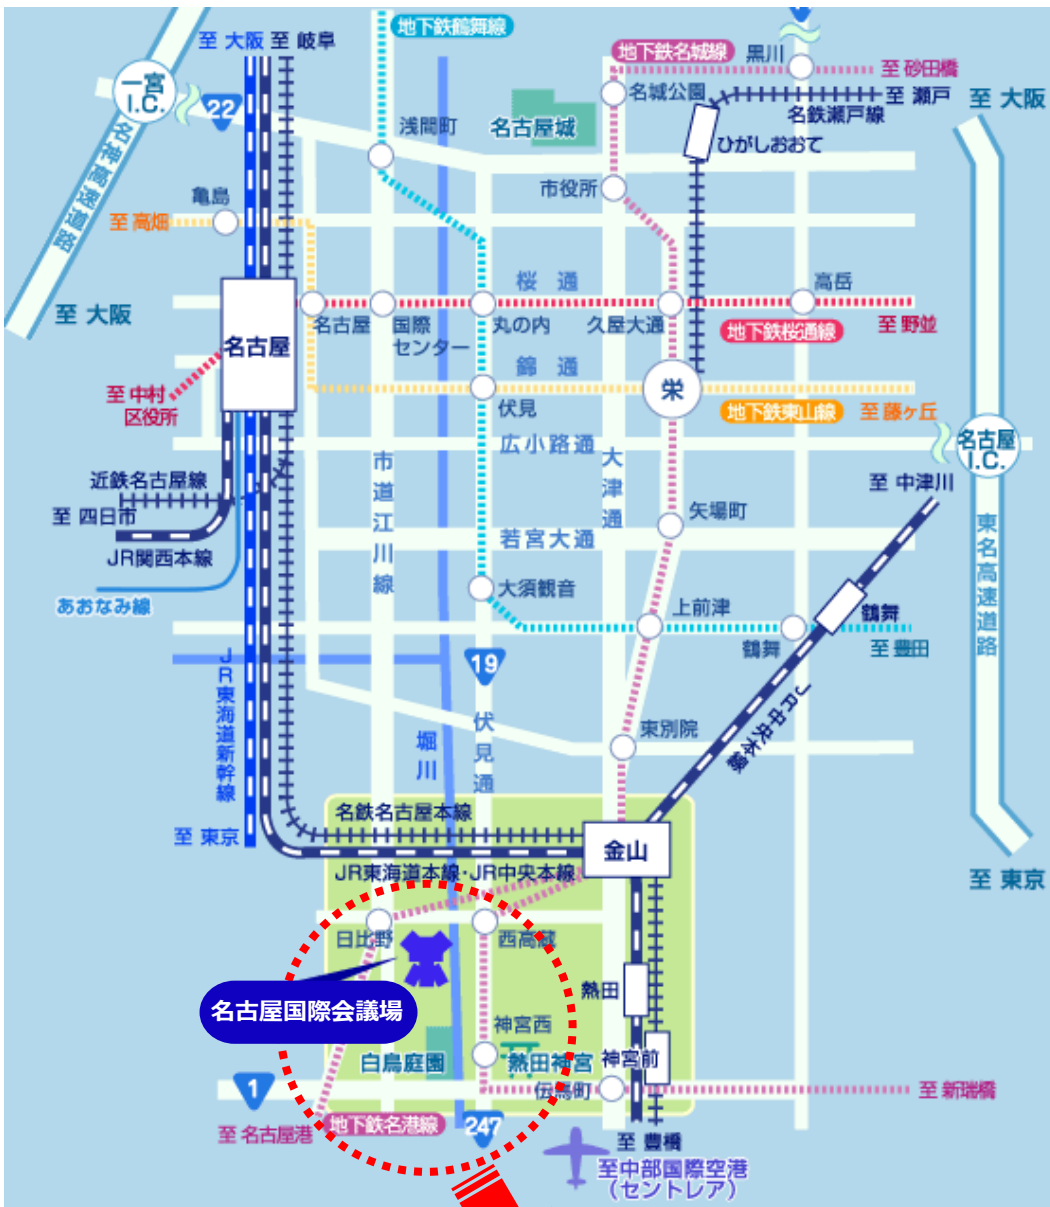 地下鉄鶴舞線
至 大阪 至 岐阜
地下鉄名城線
黒川
至 砂田橋
一宮
I.C.
22
名城公園
至 瀬戸
名鉄瀬戸線
至 大阪
浅間町
名古屋城
ひがしおおて
名神高速道路
亀島
市役所
至 高畑
桜 通
高岳
至 大阪
名古屋
国際
センター
丸の内
久屋大通
地下鉄桜通線
至 野並
名古屋
錦 通
至 中村
区役所
伏見
栄
地下鉄東山線
至 藤ヶ丘
広小路通
名古屋
I.C.
市道江川線
大津通
近鉄名古屋線
至 中津川
至 四日市
矢場町
JR関西本線
若宮大通
東名高速道路
あおなみ線
大須観音
上前津
鶴舞
鶴舞
至 豊田
JR東海道新幹線
19
JR中央本線
伏見通
堀川
東別院
名鉄名古屋本線
至 東京
金山
JR東海道本線・JR中央本線
至 東京
日比野
西高蔵
熱田
名古屋国際会議場
神宮西
白鳥庭園
熱田神宮
神宮前
1
伝馬町
至 新瑞橋
至 名古屋港
地下鉄名港線
247
至 豊橋
至中部国際空港
(セントレア)